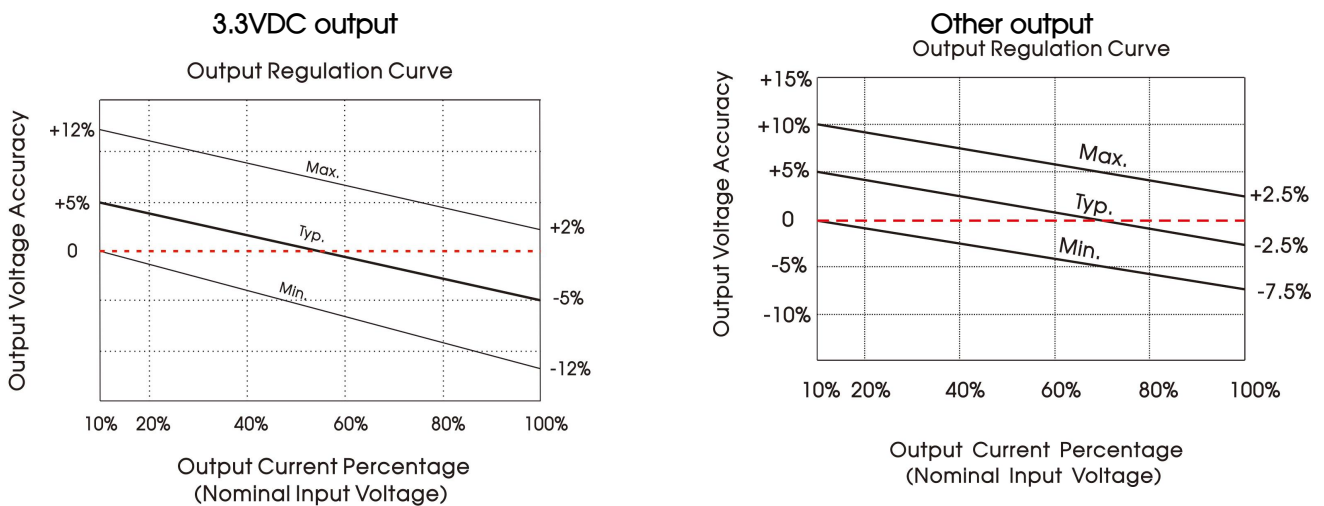 3.3VDC output
Output Regulation Curve
Output Voltage Accuracy
+12%
+5%
0
Max.
Typ.
Min.
+2%
-5%
-12%
10% 20% 40% 60% 80% 100%
Output Current Percentage
(Nominal Input Voltage)
Other output
Output Regulation Curve
Output Voltage Accuracy
+15%
+10%
+5%
0
-5%
-10%
Max.
Typ.
Min.
+2.5%
-2.5%
-7.5%
10% 20% 40% 60% 80% 100%
Output Current Percentage
(Nominal Input Voltage)